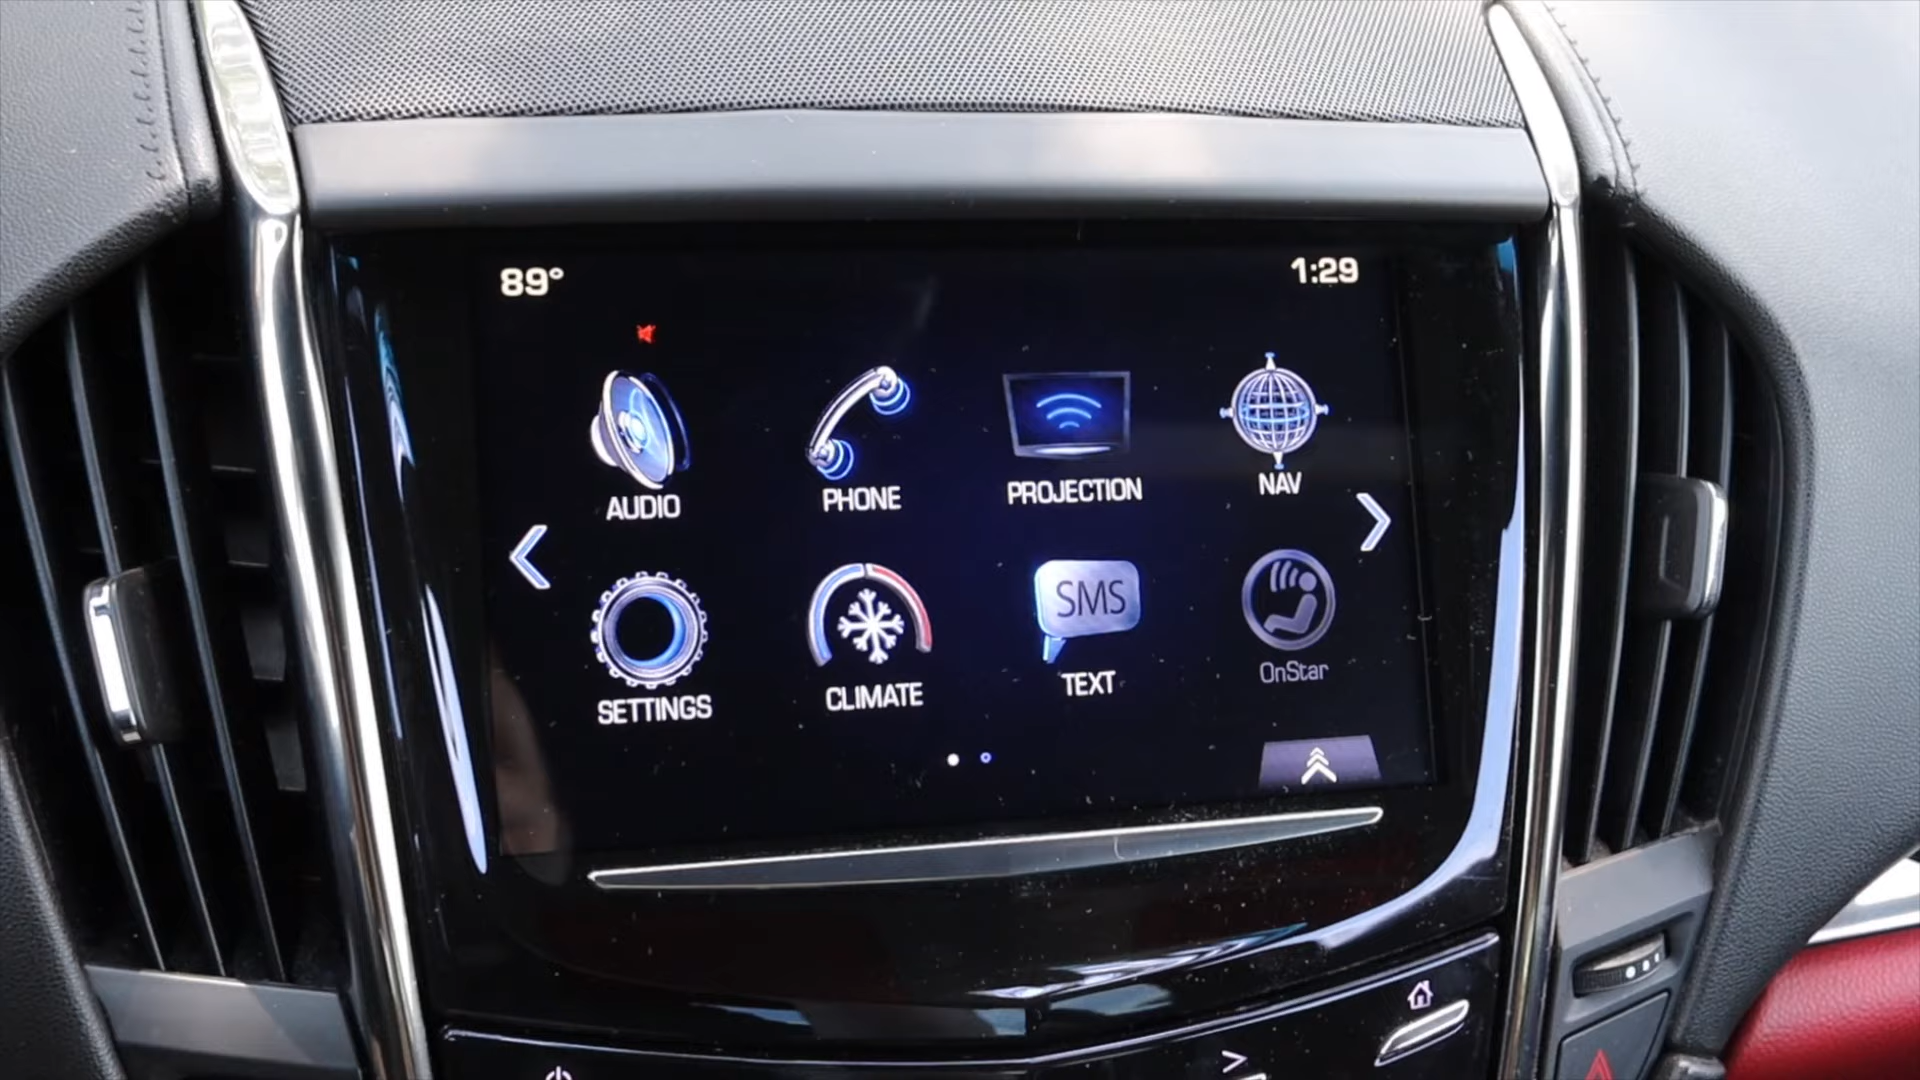 89°
1:29
AUDIO
PHONE
PROJECTION
NAV
SETTINGS
CLIMATE
SMS
TEXT
OnStar